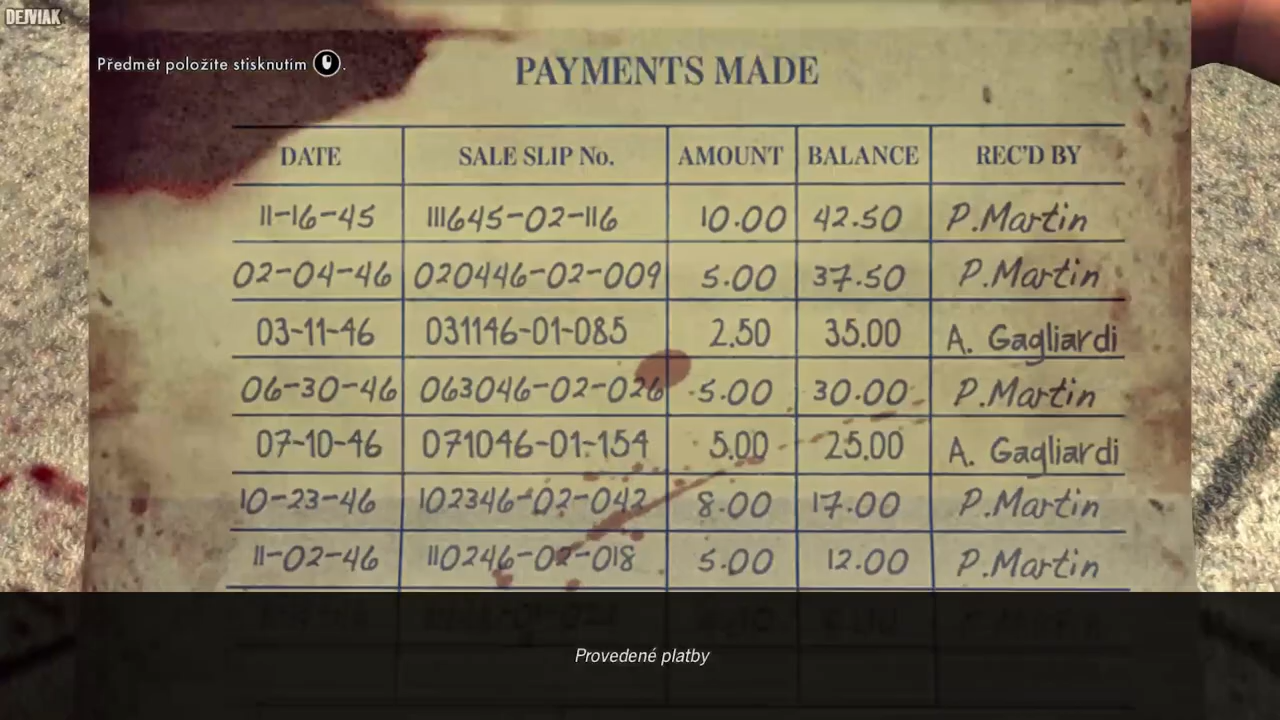 DEJVIAK
Předmět položíte stisknutím .
PAYMENTS MADE
DATE SALE SLIP No. AMOUNT BALANCE REC'D BY
11-16-45 111645-02-116 10.00 42.50 P.Martin
02-04-46 020446-02-009 5.00 37.50 P.Martin
03-11-46 031146-01-085 2.50 35.00 A. Gagliardi
06-30-46 063046-02-026 5.00 30.00 P.Martin
07-10-46 071046-01-154 5.00 25.00 A. Gagliardi
10-23-46 102346-02-042 8.00 17.00 P.Martin
11-02-46 110246-02-018 5.00 12.00 P.Martin
Provedené platby